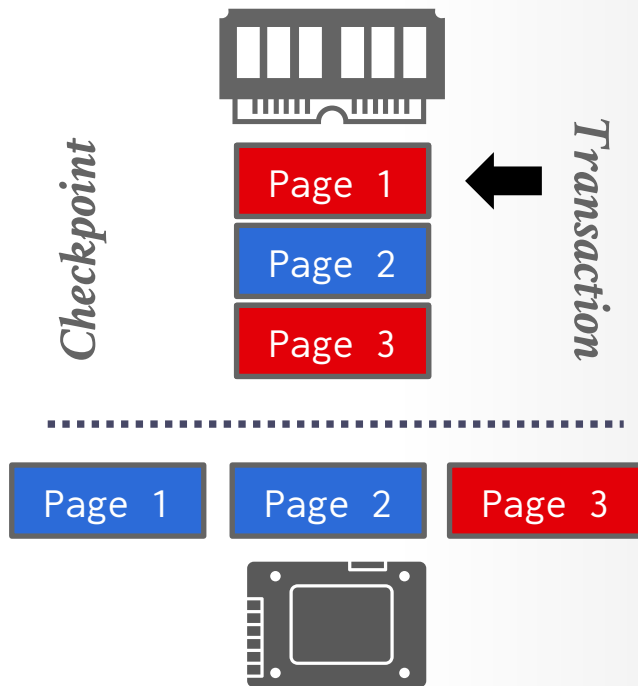 Checkpoint
Transaction
Page 1
Page 2
Page 3
Page 1
Page 2
Page 3